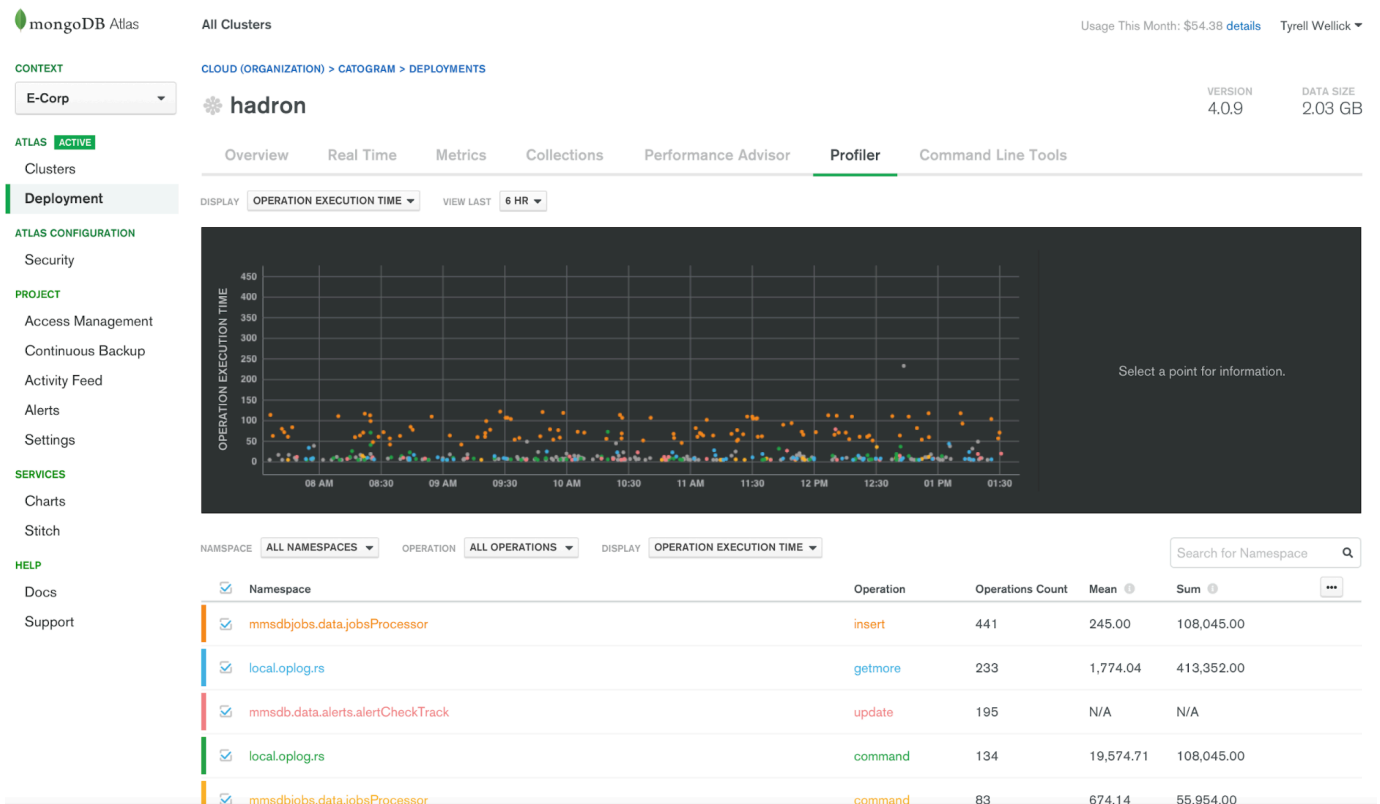 mongoDB Atlas
All Clusters
Usage This Month: $54.38 details
Tyrell Wellick
CONTEXT
E-Corp
ATLAS ACTIVE
Clusters
Deployment
ATLAS CONFIGURATION
Security
PROJECT
Access Management
Continuous Backup
Activity Feed
Alerts
Settings
SERVICES
Charts
Stitch
HELP
Docs
Support
CLOUD (ORGANIZATION) > CATOGRAM > DEPLOYMENTS
hadron
VERSION
4.0.9
DATA SIZE
2.03 GB
Overview Real Time Metrics Collections Performance Advisor Profiler Command Line Tools
DISPLAY OPERATION EXECUTION TIME VIEW LAST 6 HR
OPERATION EXECUTION TIME
450
400
350
300
250
200
150
100
50
0
08 AM 08:30 09 AM 09:30 10 AM 10:30 11 AM 11:30 12 PM 12:30 01 PM 01:30
Select a point for information.
NAMSPACE ALL NAMESPACES OPERATION ALL OPERATIONS DISPLAY OPERATION EXECUTION TIME
Search for Namespace
Namespace Operation Operations Count Mean Sum
mmsdbjobs.data.jobsProcessor insert 441 245.00 108,045.00
local.oplog.rs getmore 233 1,774.04 413,352.00
mmsdb.data.alerts.alertCheckTrack update 195 N/A N/A
local.oplog.rs command 134 19,574.71 108,045.00
mmsdbjobs.data.jobsProcessor command 83 674.14 55,954.00